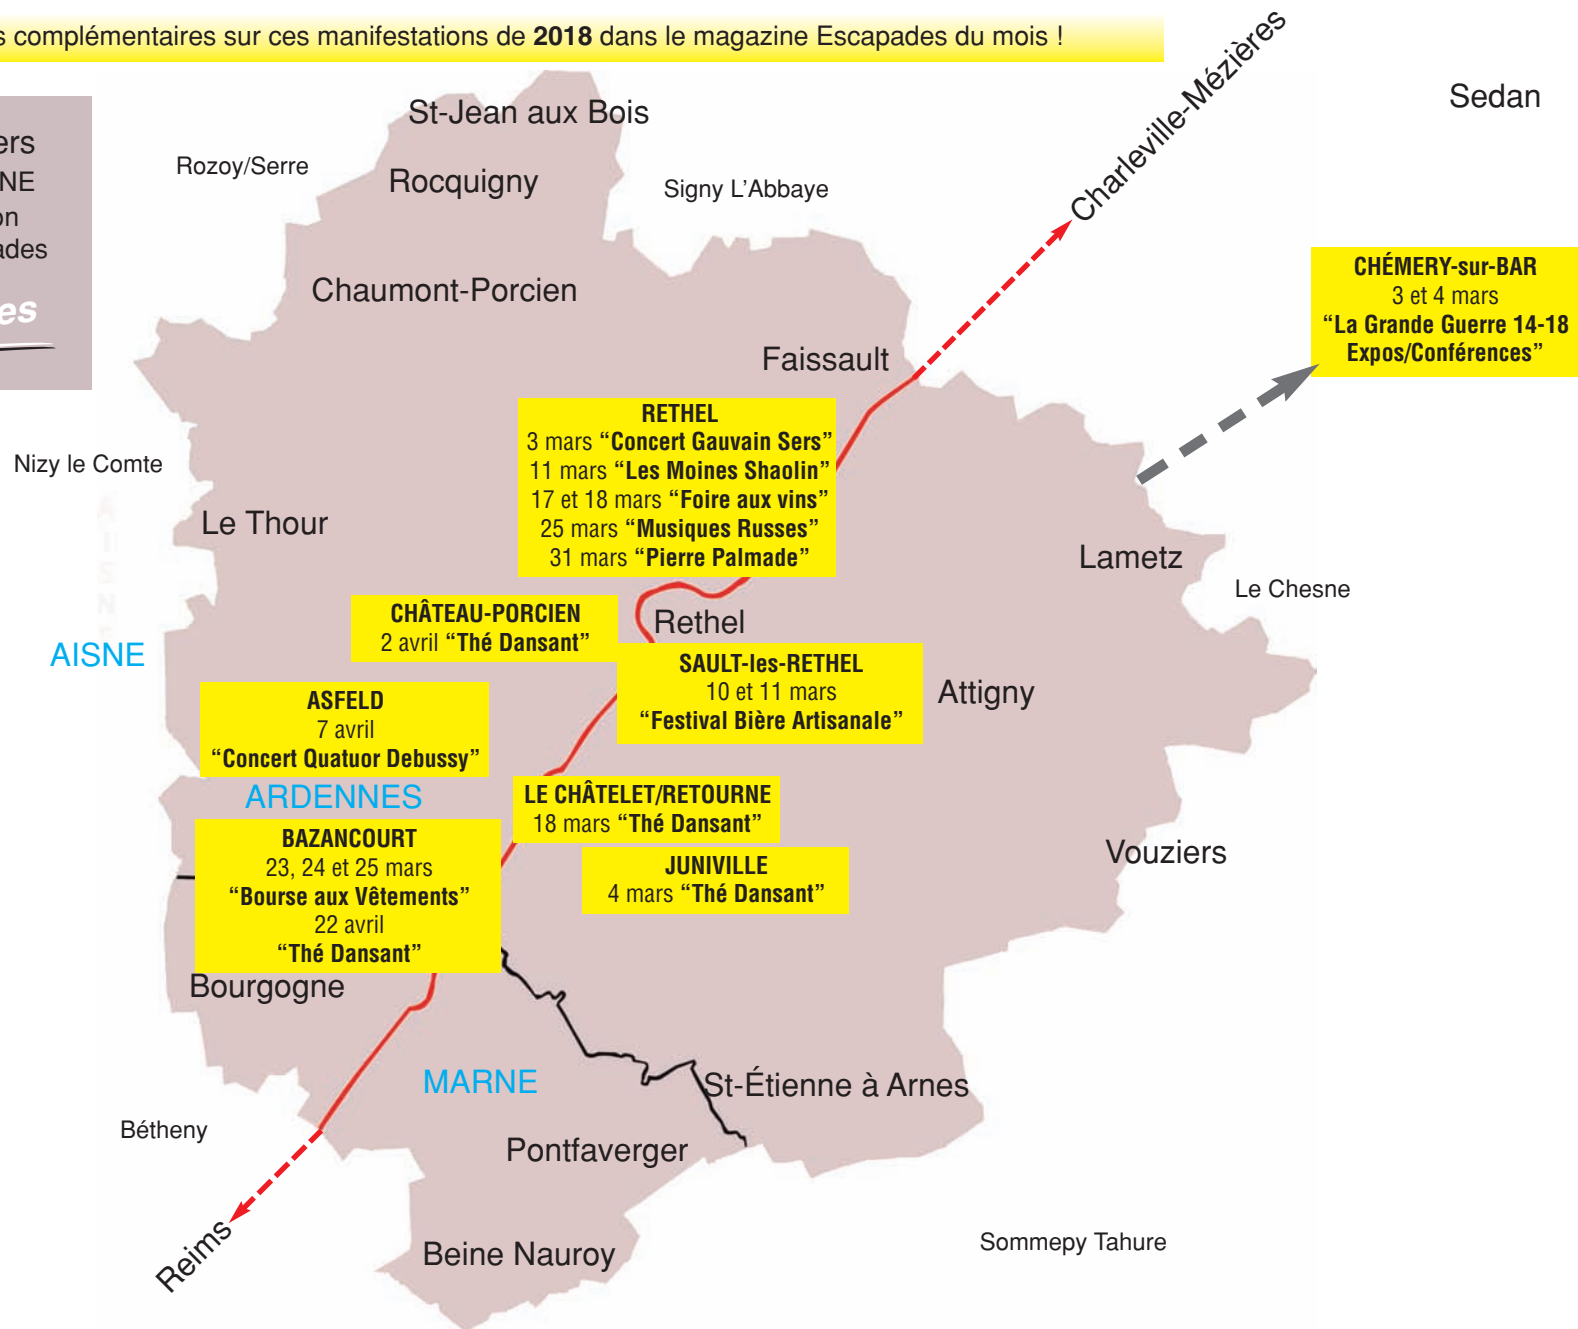 s complémentaires sur ces manifestations de 2018 dans le magazine Escapades du mois !
ers
NE
on
ades
es
St-Jean aux Bois
Rozoy/Serre
Rocquigny
Signy L'Abbaye
Charleville-Mézières
Sedan
Chaumont-Porcien
CHÉMERY-sur-BAR
3 et 4 mars
“La Grande Guerre 14-18
Expos/Conférences”
Faissault
RETHEL
3 mars “Concert Gauvain Sers”
11 mars “Les Moines Shaolin”
17 et 18 mars “Foire aux vins”
25 mars “Musiques Russes”
31 mars “Pierre Palmade”
Nizy le Comte
Le Thour
Lametz
Le Chesne
CHÂTEAU-PORCIEN
2 avril “Thé Dansant”
Rethel
AISNE
SAULT-les-RETHEL
10 et 11 mars
“Festival Bière Artisanale”
Attigny
ASFELD
7 avril
“Concert Quatuor Debussy”
ARDENNES
LE CHÂTELET/RETOURNE
18 mars “Thé Dansant”
BAZANCOURT
23, 24 et 25 mars
“Bourse aux Vêtements”
22 avril
“Thé Dansant”
JUNIVILLE
4 mars “Thé Dansant”
Vouziers
Bourgogne
MARNE
St-Étienne à Arnes
Bétheny
Pontfaverger
Reims
Beine Nauroy
Sommepy Tahure